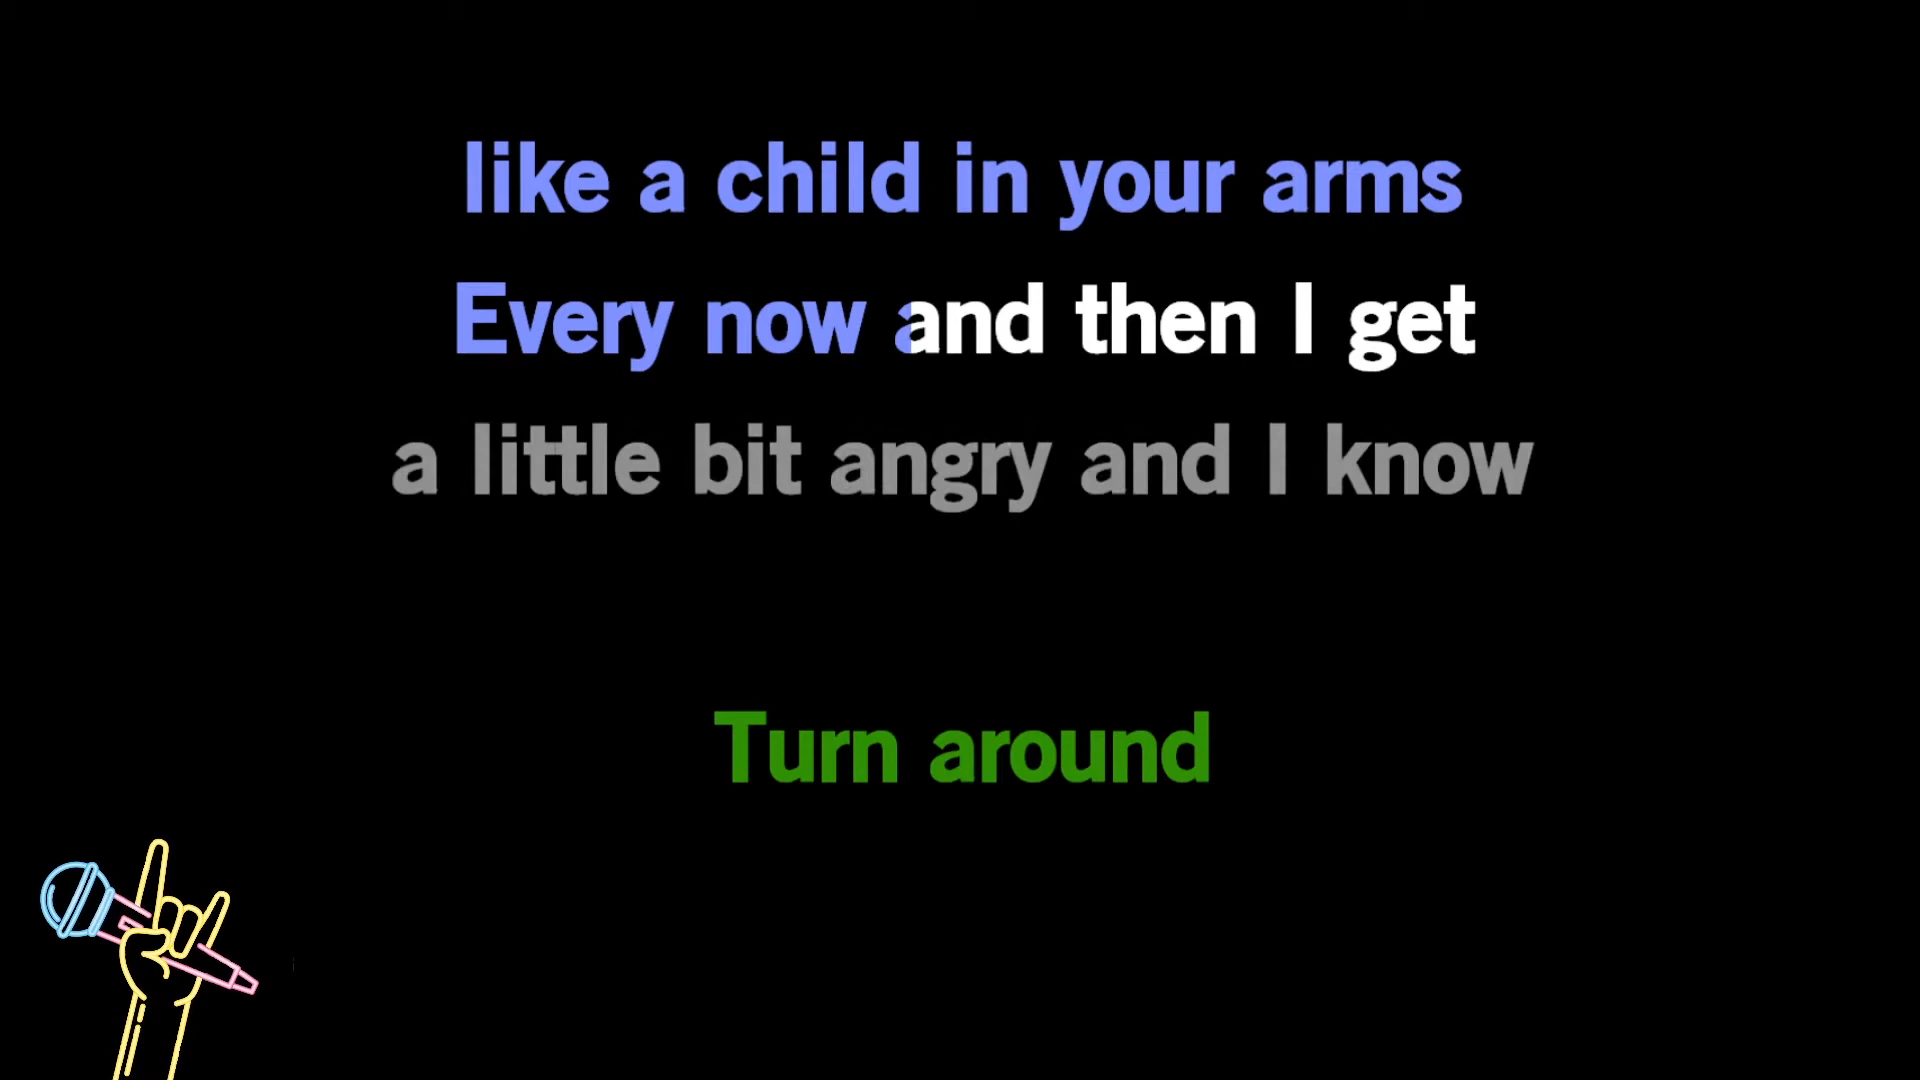 like a child in your arms
Every now and then I get
a little bit angry and I know
Turn around